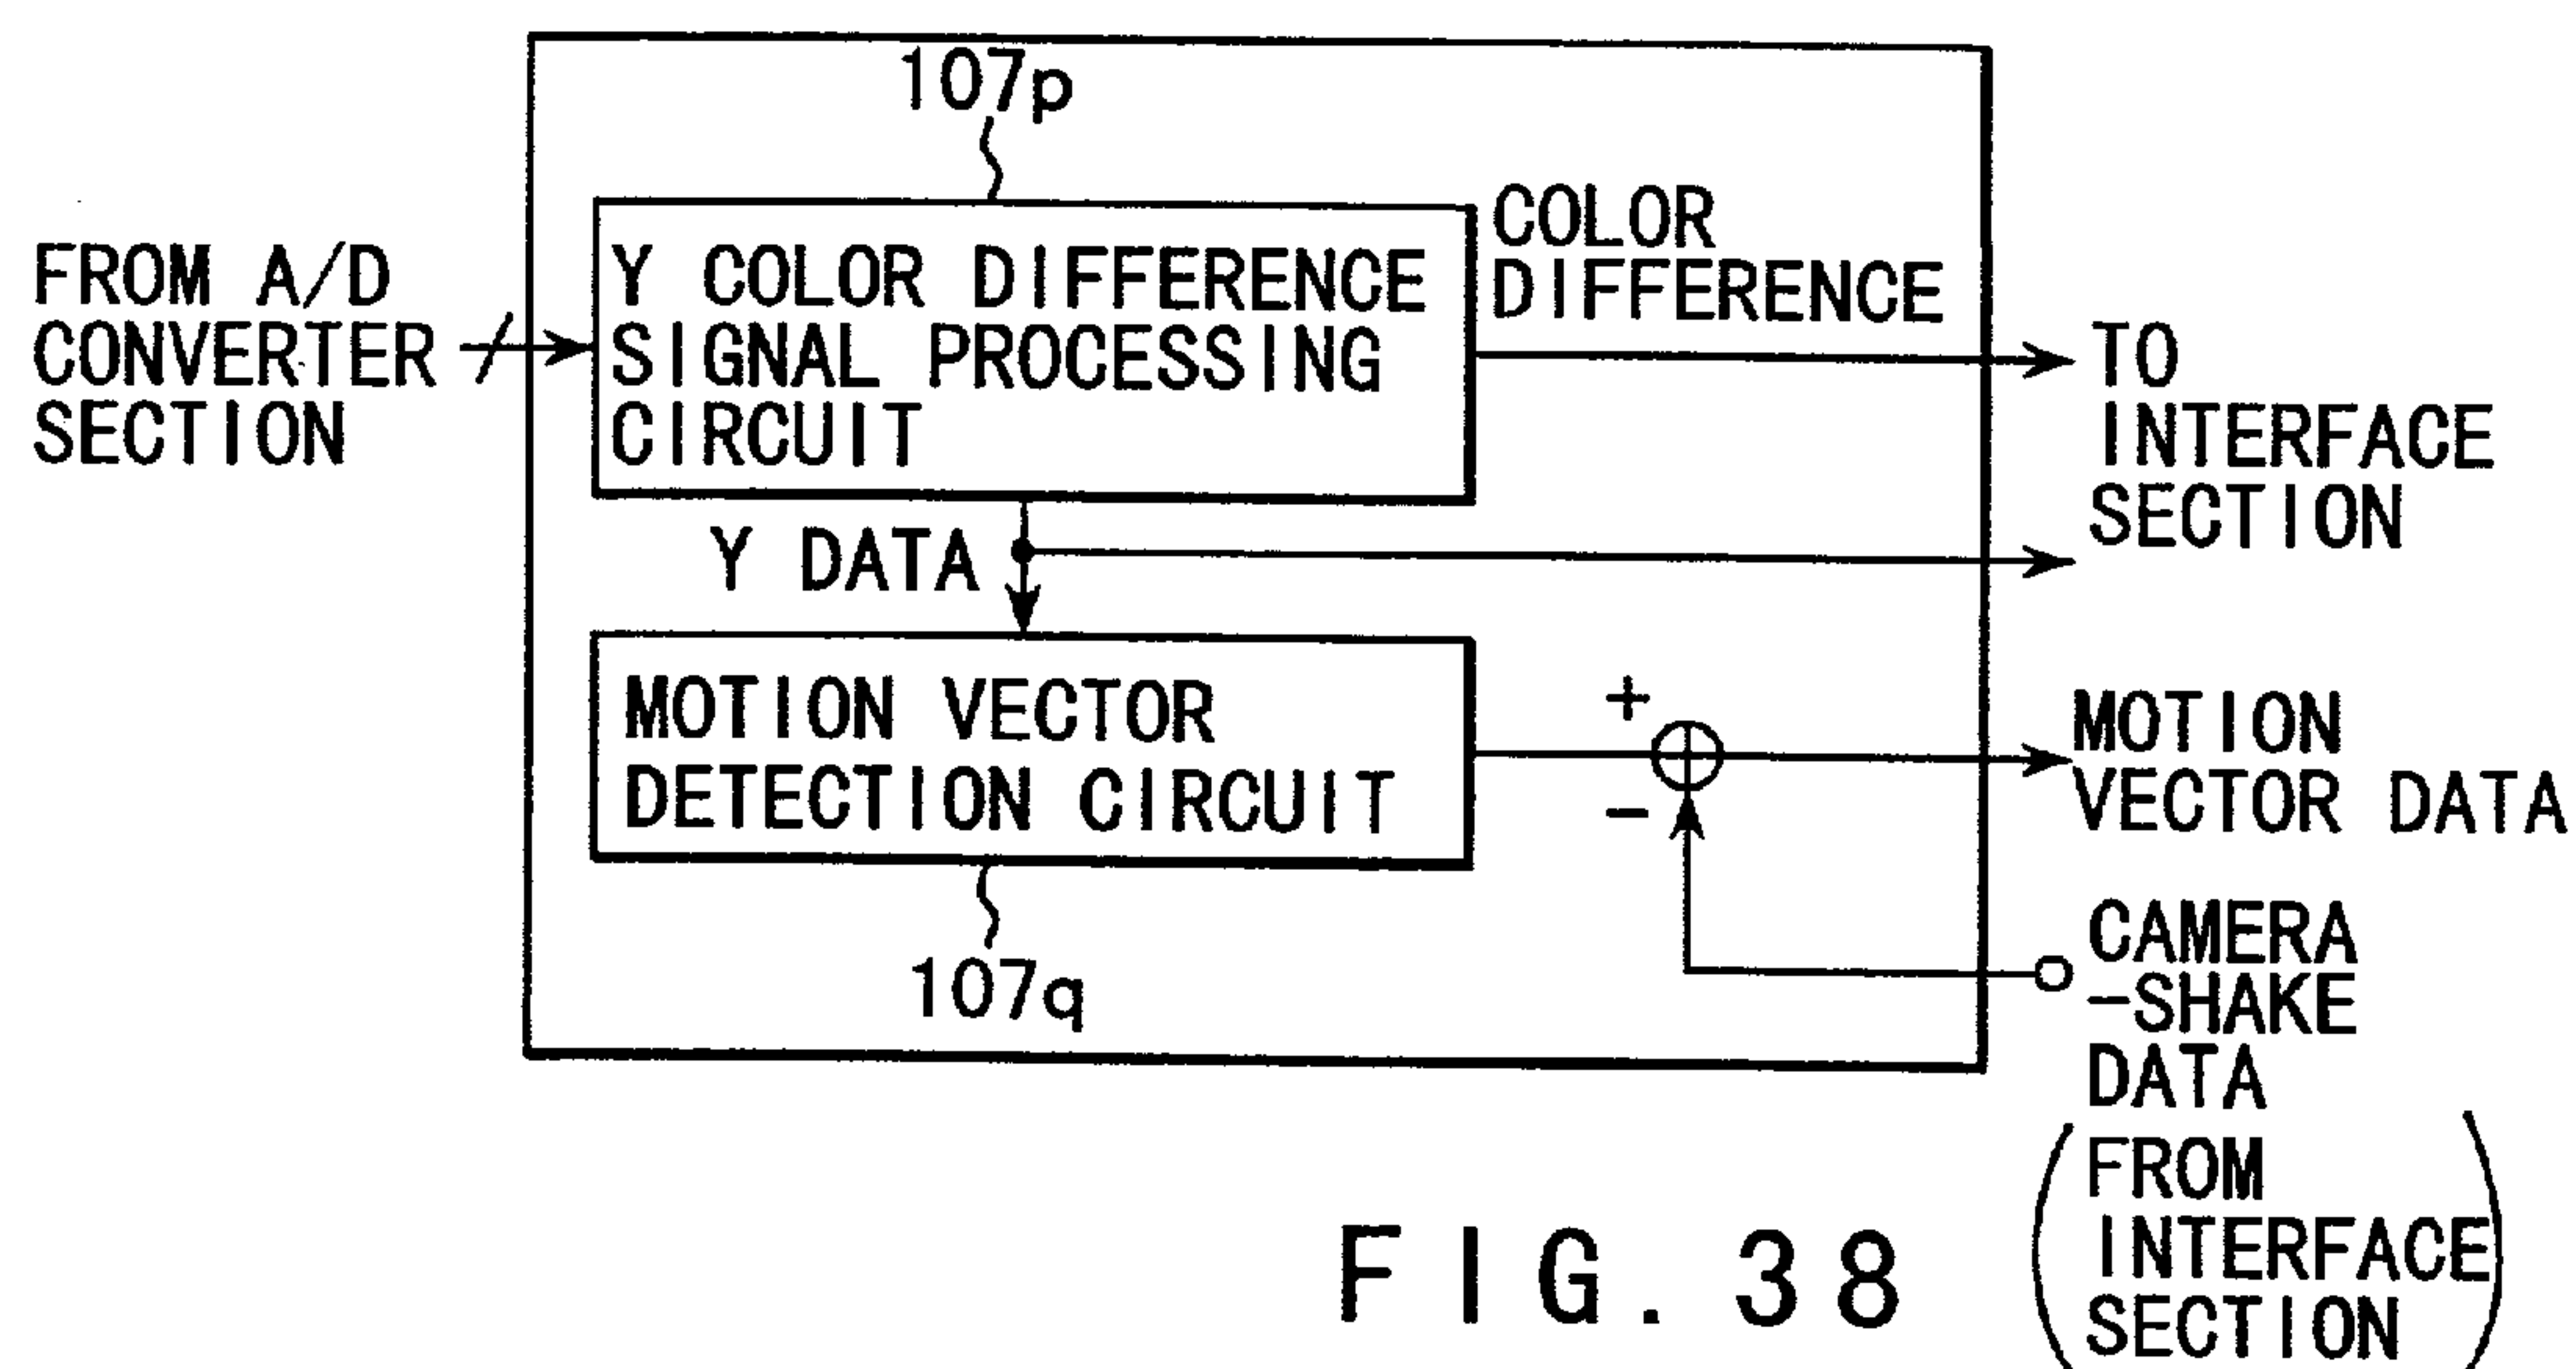 107p
FROM A/D
CONVERTER
SECTION
Y COLOR DIFFERENCE
SIGNAL PROCESSING
CIRCUIT
COLOR
DIFFERENCE
TO
INTERFACE
SECTION
Y DATA
MOTION VECTOR
DETECTION CIRCUIT
+
-
MOTION
VECTOR DATA
107q
CAMERA
-SHAKE
DATA
(FROM
INTERFACE
SECTION)
FIG. 38